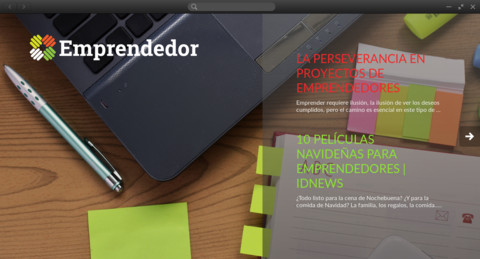 Emprendedor
LA PERSEVERANCIA EN
PROYECTOS DE
EMPRENDEDORES
Emprender requiere ilusión, la ilusión de ver los deseos
cumplidos, pero el camino es esencial en este tipo de ...
10 PELÍCULAS
NAVIDEÑAS PARA
EMPRENDEDORES |
IDNEWS
¿Todo listo para la cena de Nochebuena? ¿Y para la
comida de Navidad? La familia, los regalos, la comida ....